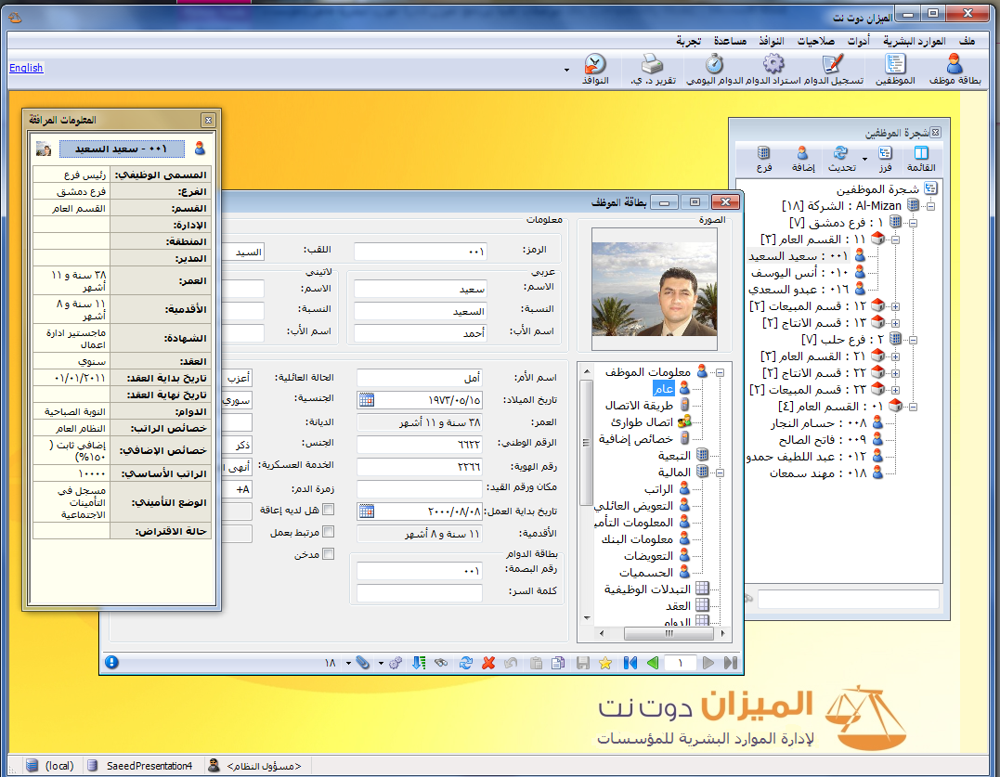 الميزان دوت نت
ملف الموارد البشرية أدوات صلاحيات النوافذ مساعدة تجربة
بطاقة موظف الموظفين تسجيل الدوام استراد الدوام الدوام اليومي تقرير د. ي. النوافذ
English
شجرة الموظفين
القائمة فرز تحديث إضافة فرع
شجرة الموظفين
Al-Mizan : الشركة [١٨]
١ : فرع دمشق [٧]
١١ : القسم العام [٣]
٠٠١ : سعيد السعيد
٠١٠ : أنس اليوسف
٠١٦ : عبدو السعدي
١٢ : قسم المبيعات [٢]
١٣ : قسم الانتاج [٢]
٢ : فرع حلب [٧]
٢١ : القسم العام [٣]
٢٢ : قسم الانتاج [٢]
٢٣ : قسم المبيعات [٢]
٠١ : القسم العام [٤]
٠٠٨ : حسام النجار
٠٠٩ : فاتح الصالح
٠١٢ : عبد اللطيف حمدو
٠١٨ : مهند سمعان
بطاقة الموظف
الصورة
معلومات الموظف
عام
طريقة الاتصال
اتصال طوارئ
خصائص إضافية
التبعية
المالية
الراتب
التعويض العائلي
المعلومات التأمي
معلومات البنك
التعويضات
الحسميات
التبدلات الوظيفية
العقد
الدوام
معلومات
الرمز: ٠٠١ اللقب: السيد
عربي
الاسم: سعيد
النسبة: السعيد
اسم الأب: أحمد
لاتيني
الاسم:
النسبة:
اسم الأب:
اسم الأم: أمل
تاريخ الميلاد: ١٩٧٣/٠٥/١٥
العمر: ٣٨ سنة و ١١ أشهر
الرقم الوطني: ٦٦٢٢
رقم الهوية: ٢٢٦٦
مكان ورقم القيد:
تاريخ بداية العمل: ٢٠٠٠/٠٨/٠٨
الأقدمية: ١١ سنة و ٨ أشهر
بطاقة الدوام
رقم البصمة: ٠٠١
كلمة السر:
الحالة العائلية: أعزب
الجنسية: سوري
الديانة:
الجنس: ذكر
الخدمة العسكرية: أنهى ا
زمرة الدم: A+
هل لديه إعاقة
مرتبط بعمل
مدخن
١
١٨
المعلومات المرافقة
٠٠١ - سعيد السعيد
المسمى الوظيفي: رئيس فرع
الفرع: فرع دمشق
القسم: القسم العام
الإدارة:
المنطقة:
المدير:
العمر: ٣٨ سنة و ١١
أشهر
الأقدمية: ١١ سنة و ٨
أشهر
الشهادة: ماجستير ادارة
اعمال
العقد: سنوي
تاريخ بداية العقد: ٠١/٠١/٢٠١١
تاريخ نهاية العقد:
الدوام: النوبة الصباحية
خصائص الراتب: النظام العام
خصائص الإضافي: إضافي ثابت (
١٥٠%)
الراتب الأساسي: ١٠٠٠٠
الوضع التأميني: مسجل في
التأمينات
الاجتماعية
حالة الاقتراض:
الميزان دوت نت
لإدارة الموارد البشرية للمؤسسات
(local) SaeedPresentation4 <مسؤول النظام>